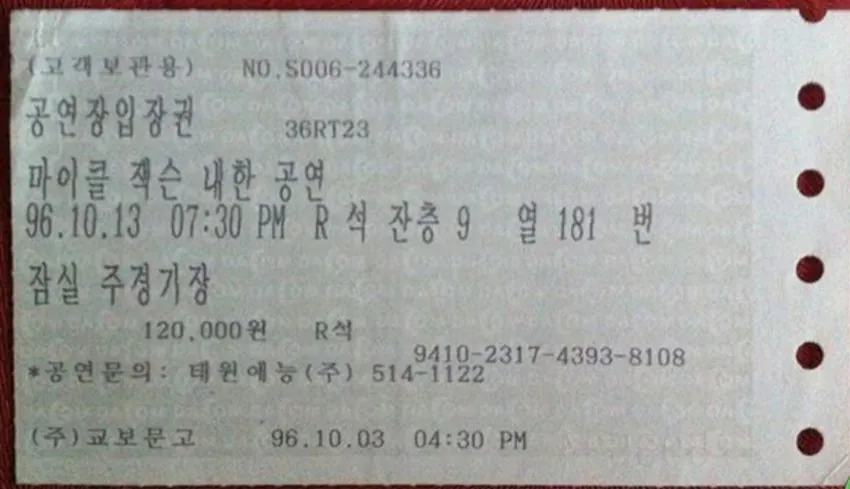 (고객보관용) NO.S006-244336
공연장입장권 36RT23
마이클 잭슨 내한 공연
96.10.13 07:30 PM R 석 잔층 9 열 181 번
잠실 주경기장
120,000원 R석
9410-2317-4393-8108
*공연문의: 태원예능(주) 514-1122
(주)교보문고 96.10.03 04:30 PM